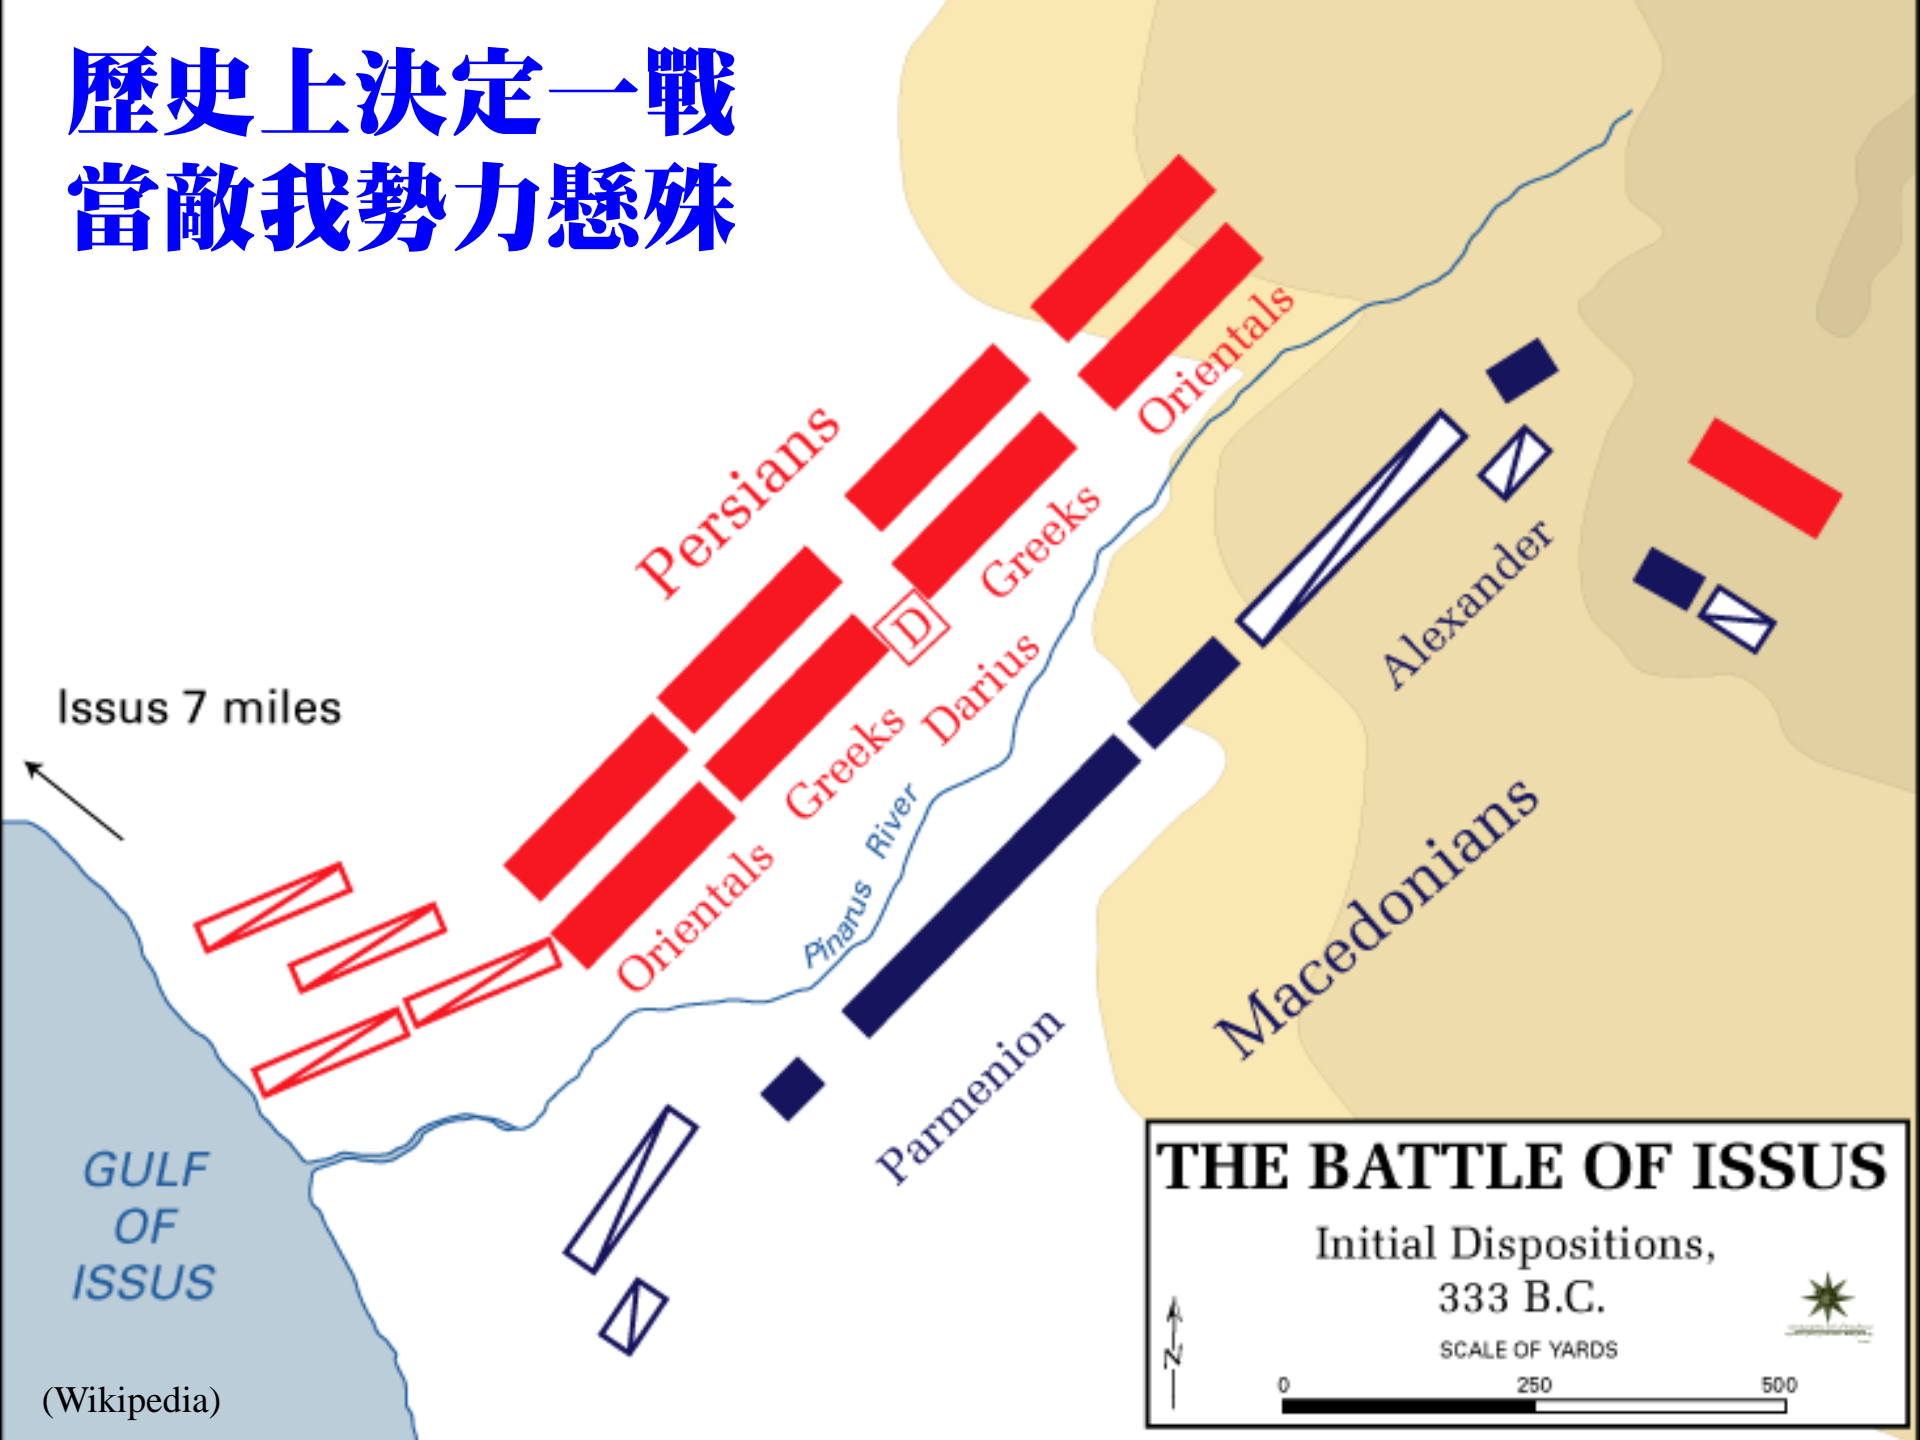 歷史上決定一戰
當敵我勢力懸殊
Persians
Orientals
Greeks
D
Darius
Greeks
Orientals
Alexander
Issus 7 miles
Pinarus River
Macedonians
Parmenion
GULF
OF
ISSUS
(Wikipedia)
THE BATTLE OF ISSUS
Initial Dispositions,
333 B.C.
SCALE OF YARDS
0 250 500
N